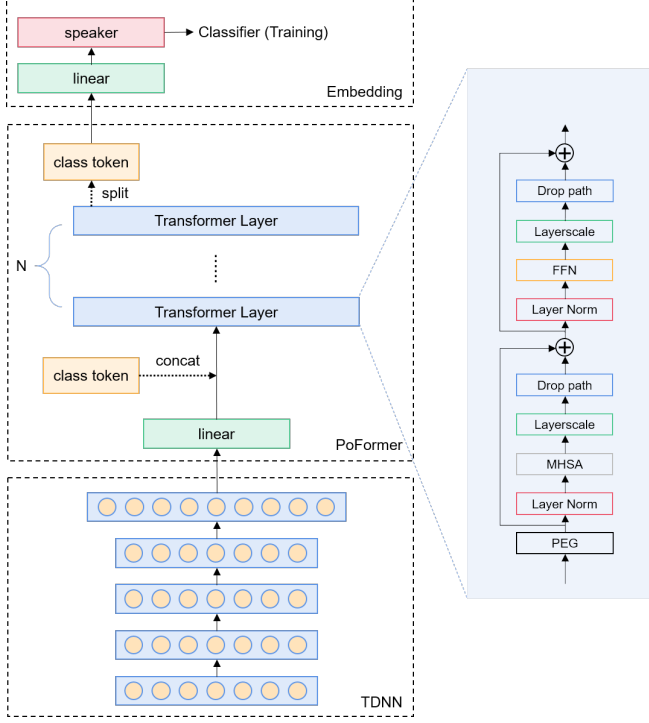 speaker
Classifier (Training)
linear
Embedding
class token
split
Transformer Layer
N
Transformer Layer
concat
class token
linear
PoFormer
TDNN
Drop path
Layerscale
FFN
Layer Norm
Drop path
Layerscale
MHSA
Layer Norm
PEG